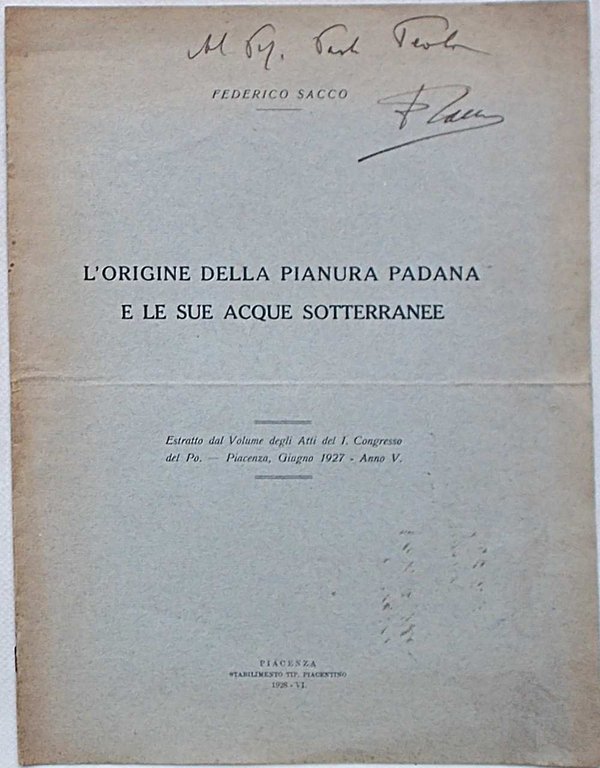 Al
FEDERICO SACCO
F Sacco
L'ORIGINE DELLA PIANURA PADANA
E LE SUE ACQUE SOTTERRANEE
Estratto dal Volume degli Atti del I. Congresso
del Po. — Piacenza, Giugno 1927 - Anno V.
PIACENZA
STABILIMENTO TIP. PIACENTINO
1928 - VI.